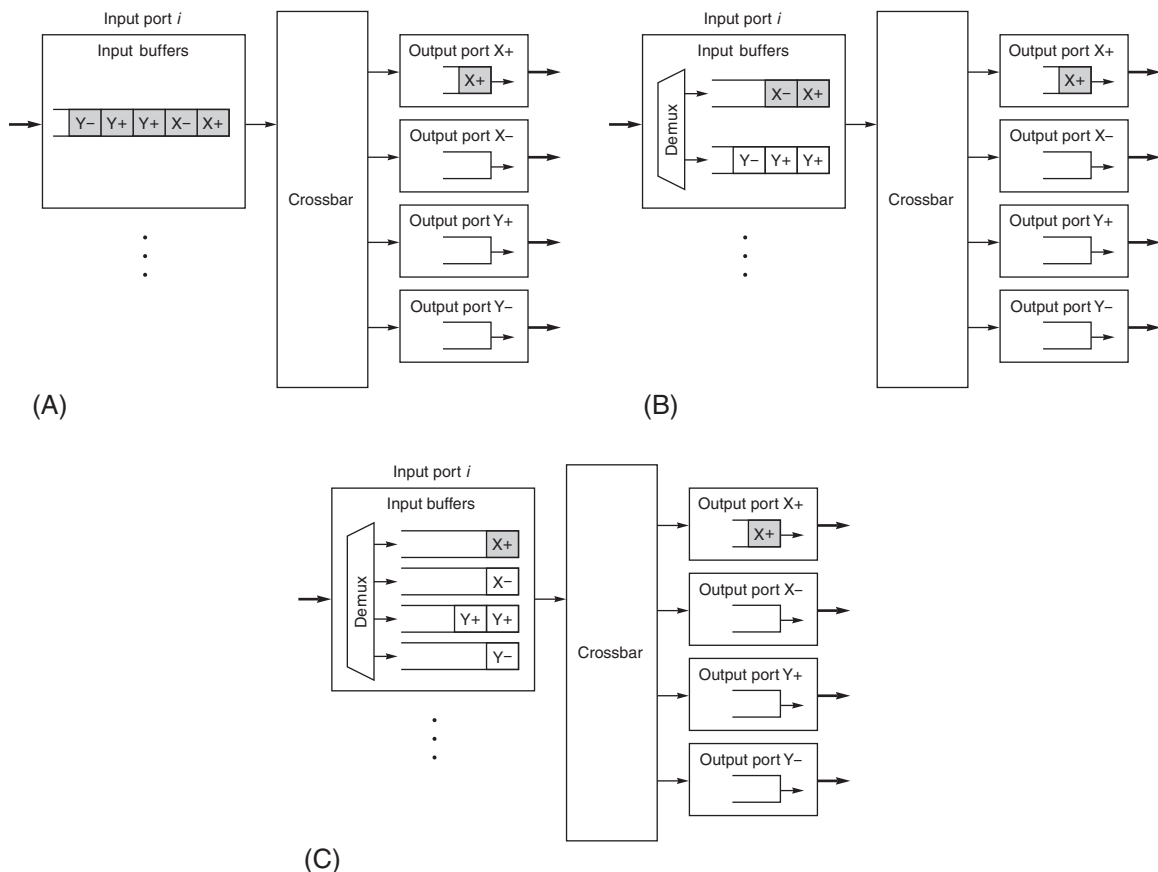 Input port i
Input buffers
Y− Y+ Y+ X− X+
Crossbar
Output port X+
X+
Output port X−
Output port Y+
Output port Y−
(A)
Input port i
Input buffers
Demux
X− X+
Y− Y+ Y+
Crossbar
Output port X+
X+
Output port X−
Output port Y+
Output port Y−
(B)
Input port i
Input buffers
Demux
X+
X−
Y+ Y+
Y−
Crossbar
Output port X+
X+
Output port X−
Output port Y+
Output port Y−
(C)